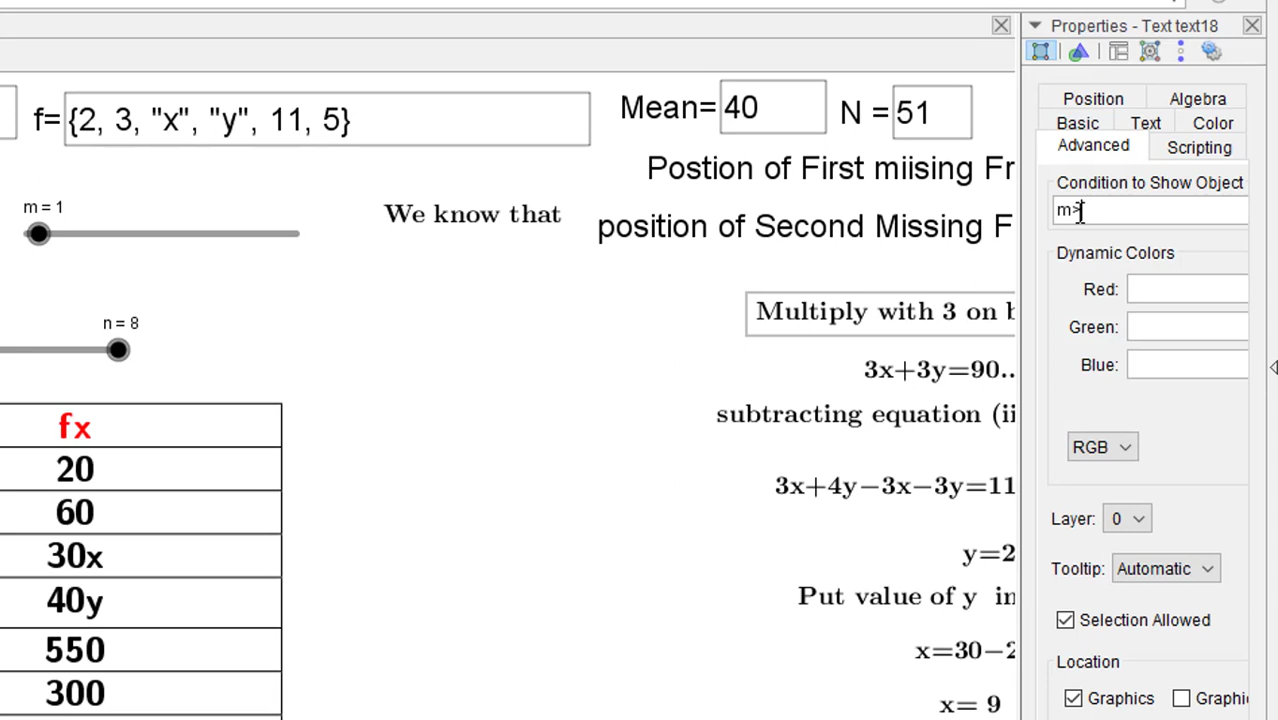 Properties - Text text18
f= {2, 3, "x", "y", 11, 5}
Mean= 40 N = 51
Position Algebra
Basic Text Color
Advanced Scripting
Postion of First miising Fr
Condition to Show Object
m>
m = 1
We know that
position of Second Missing F
Dynamic Colors
Red:
Green:
Blue:
n = 8
Multiply with 3 on b
3x+3y=90..
subtracting equation (ii
fx
20
60
30x
40y
550
300
RGB
3x+4y−3x−3y=11
Layer: 0
y=2
Tooltip: Automatic
Put value of y in
Selection Allowed
x=30−2
Location
x= 9
Graphics Graphi